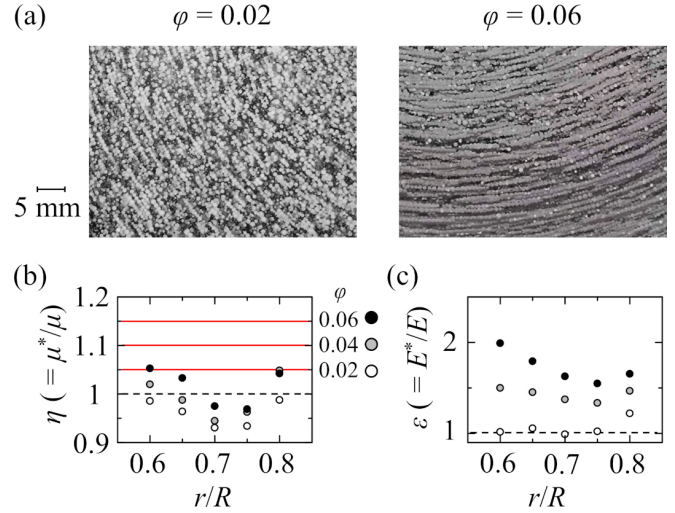 (a)
φ = 0.02
φ = 0.06
5 mm
(b)
η (= μ*/μ)
1.2
1.1
1
0.9
0.6 0.7 0.8
r/R
φ
0.06
0.04
0.02
(c)
ε (= E*/E)
2
1
0.6 0.7 0.8
r/R